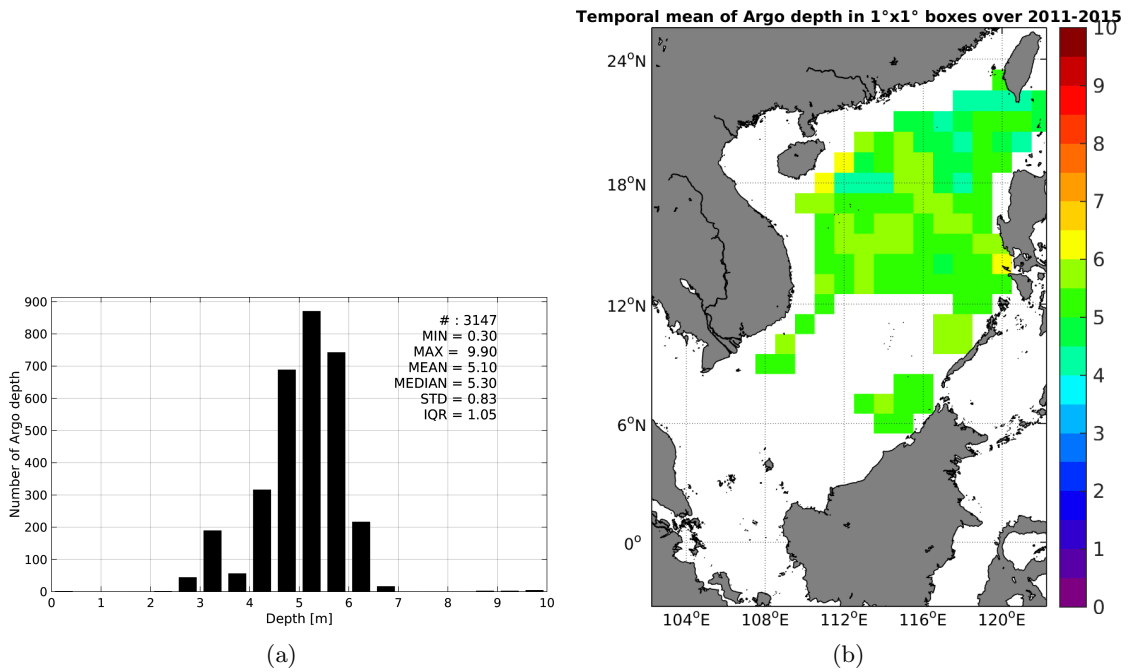 Temporal mean of Argo depth in 1°x1° boxes over 2011-2015
900
800
700
600
500
400
300
200
100
0
Number of Argo depth
# : 3147
MIN = 0.30
MAX = 9.90
MEAN = 5.10
MEDIAN = 5.30
STD = 0.83
IQR = 1.05
0 1 2 3 4 5 6 7 8 9 10
Depth [m]
(a)
24°N
18°N
12°N
6°N
0°
104°E 108°E 112°E 116°E 120°E
10
9
8
7
6
5
4
3
2
1
0
(b)